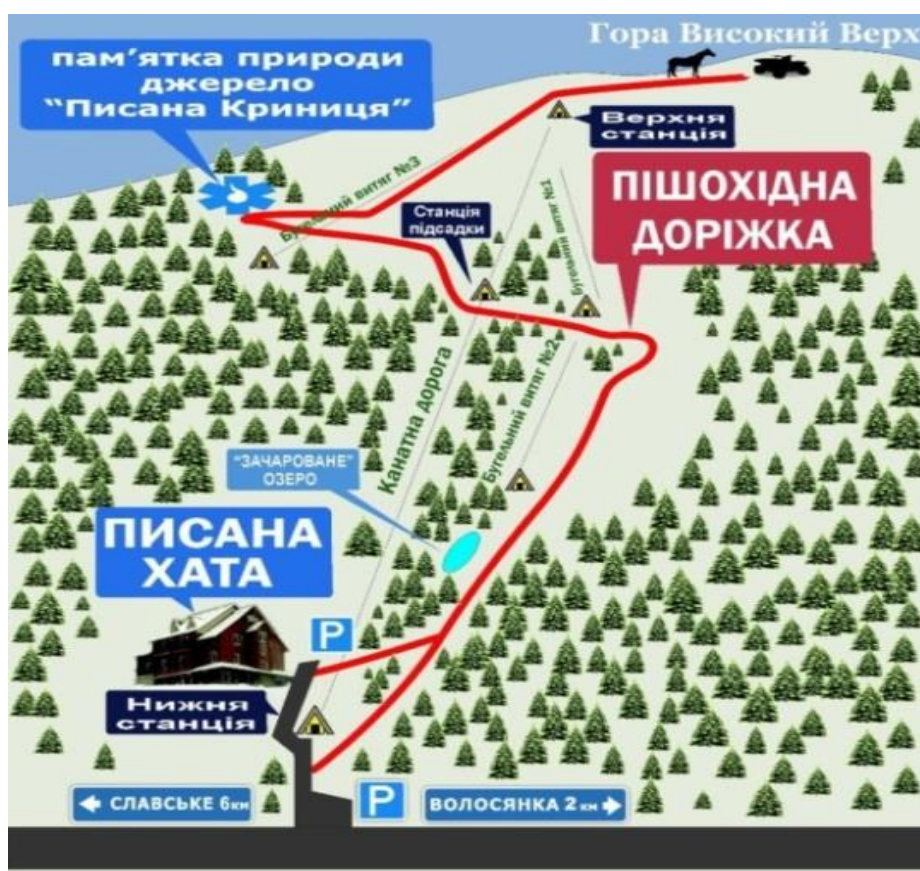 Гора Високий Верх
пам’ятка природи
джерело
“Писана Криниця”
Верхня
станція
Бугельний витяг №3
Станція
підсадки
Бугельний витяг №1
ПІШОХІДНА
ДОРІЖКА
Канатна дорога
Бугельний витяг №2
“ЗАЧАРОВАНЕ”
ОЗЕРО
ПИСАНА
ХАТА
P
Нижня
станція
СЛАВСЬКЕ 6км
P
ВОЛОСЯНКА 2км